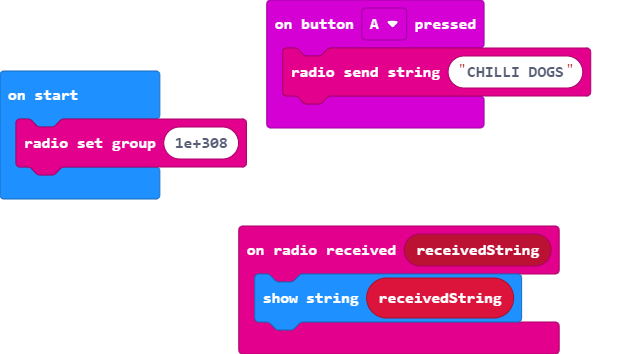 on button A pressed
radio send string "CHILLI DOGS"
on start
radio set group 1e+308
on radio received receivedString
show string receivedString